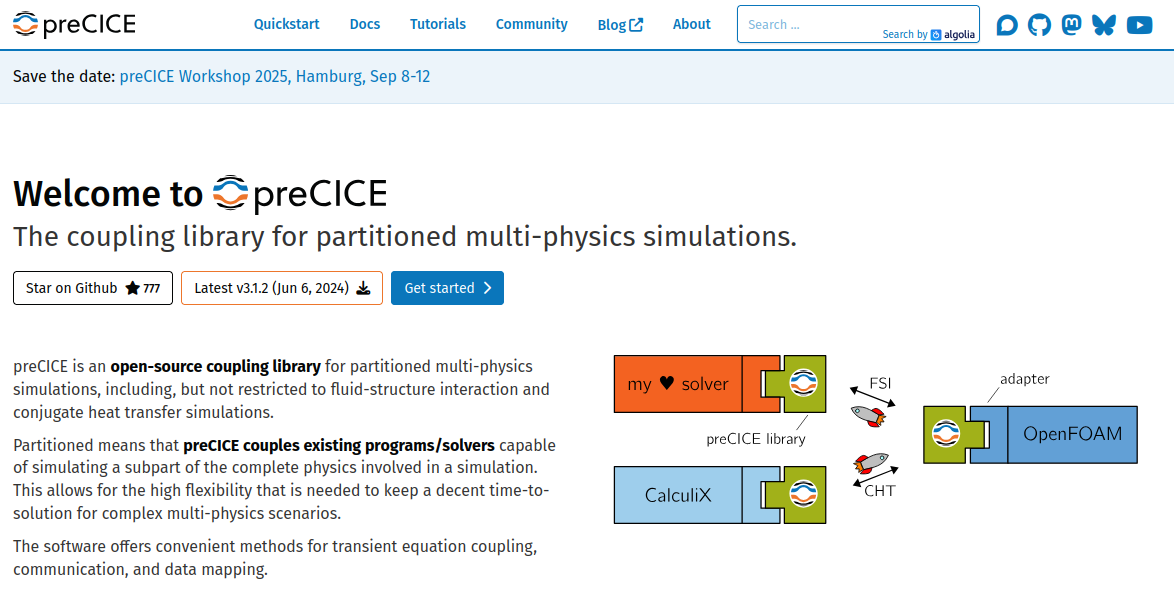 preCICE
Quickstart Docs Tutorials Community Blog About
Search ...
Search by algolia
Save the date: preCICE Workshop 2025, Hamburg, Sep 8-12
Welcome to preCICE
The coupling library for partitioned multi-physics simulations.
Star on Github 777
Latest v3.1.2 (Jun 6, 2024)
Get started
preCICE is an open-source coupling library for partitioned multi-physics
simulations, including, but not restricted to fluid-structure interaction and
conjugate heat transfer simulations.
Partitioned means that preCICE couples existing programs/solvers capable
of simulating a subpart of the complete physics involved in a simulation.
This allows for the high flexibility that is needed to keep a decent time-to-
solution for complex multi-physics scenarios.
The software offers convenient methods for transient equation coupling,
communication, and data mapping.
my ♥ solver
preCICE library
FSI
adapter
OpenFOAM
CalculiX
CHT